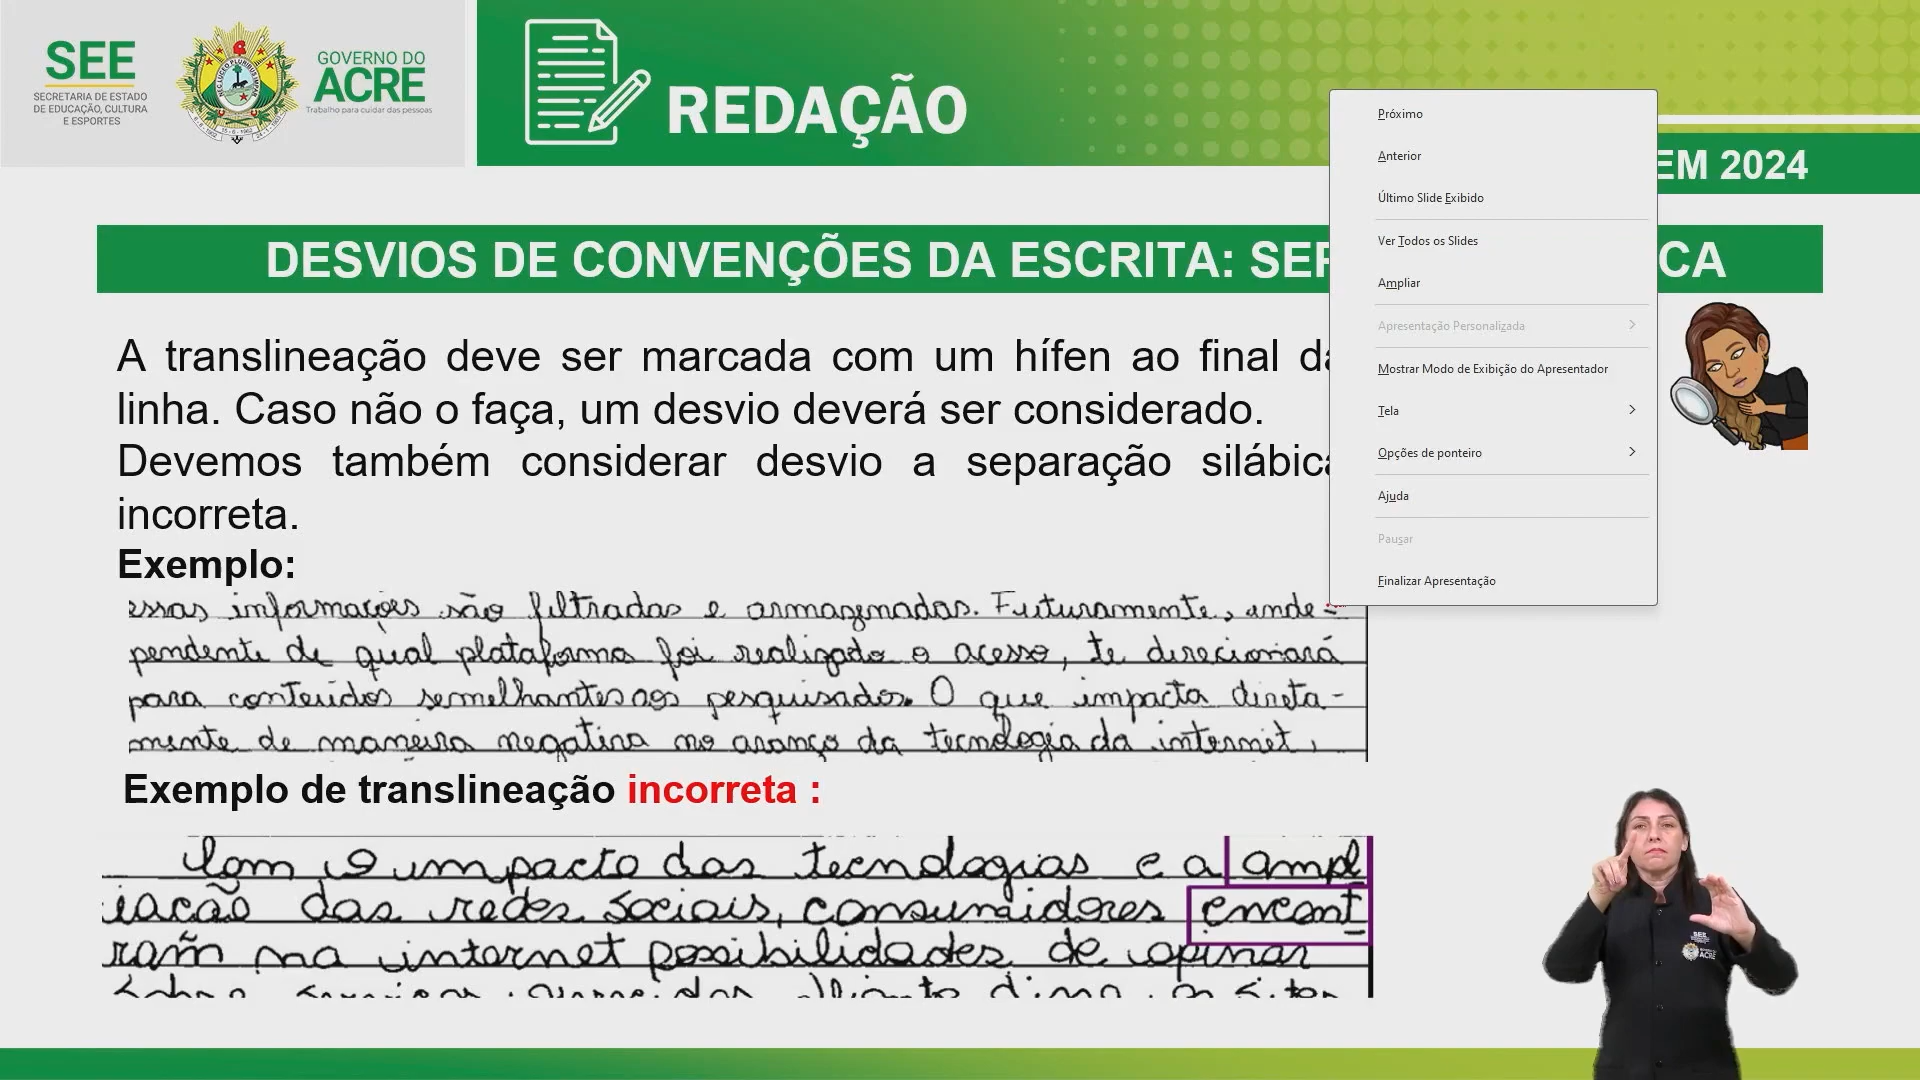 SEE
SECRETARIA DE ESTADO
DE EDUCAÇÃO, CULTURA
E ESPORTES
GOVERNO DO
ACRE
Trabalho para cuidar das pessoas
REDAÇÃO
EM 2024
DESVIOS DE CONVENÇÕES DA ESCRITA: SE
CA
A translineação deve ser marcada com um hífen ao final da
linha. Caso não o faça, um desvio deverá ser considerado.
Devemos também considerar desvio a separação silábica
incorreta.
Exemplo:
essas informações são filtradas e armazenadas. Futuramente, inde-
pendente de qual plataforma foi realizado o acesso, te direcionará
para conteúdos semelhantes aos pesquisados. O que impacta direta-
mente de maneira negativa no avanço da tecnologia da internet,
Exemplo de translineação incorreta :
Com o impacto das tecnologias e a ampl
iação das redes sociais, consumidores encont
ram na internet possibilidades de opinar
Próximo
Anterior
Último Slide Exibido
Ver Todos os Slides
Ampliar
Apresentação Personalizada
Mostrar Modo de Exibição do Apresentador
Tela
Opções de ponteiro
Ajuda
Pausar
Finalizar Apresentação
SEE
ACRE